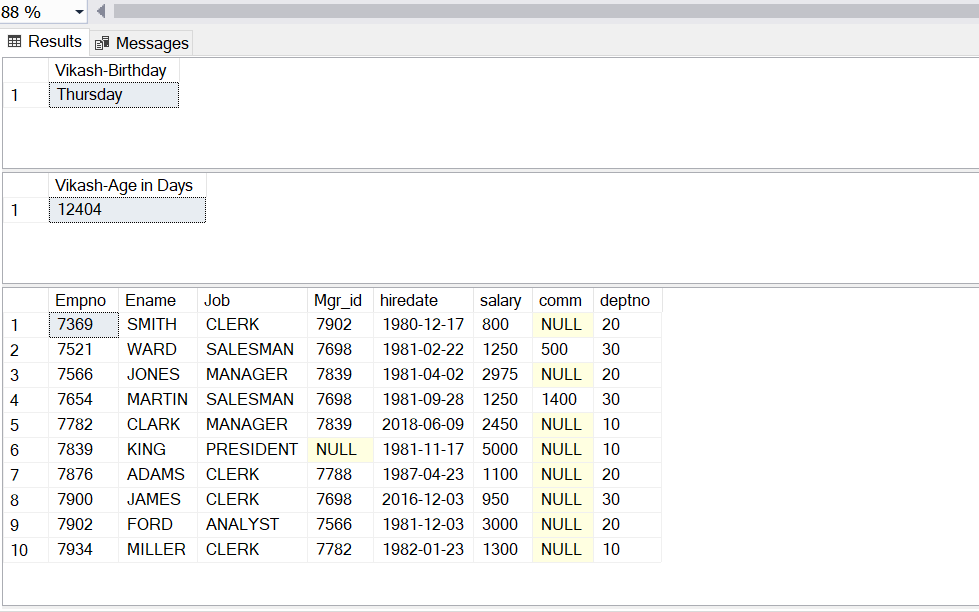 88 %
Results Messages
Vikash-Birthday
1 Thursday
Vikash-Age in Days
1 12404
Empno Ename Job Mgr_id hiredate salary comm deptno
1 7369 SMITH CLERK 7902 1980-12-17 800 NULL 20
2 7521 WARD SALESMAN 7698 1981-02-22 1250 500 30
3 7566 JONES MANAGER 7839 1981-04-02 2975 NULL 20
4 7654 MARTIN SALESMAN 7698 1981-09-28 1250 1400 30
5 7782 CLARK MANAGER 7839 2018-06-09 2450 NULL 10
6 7839 KING PRESIDENT NULL 1981-11-17 5000 NULL 10
7 7876 ADAMS CLERK 7788 1987-04-23 1100 NULL 20
8 7900 JAMES CLERK 7698 2016-12-03 950 NULL 30
9 7902 FORD ANALYST 7566 1981-12-03 3000 NULL 20
10 7934 MILLER CLERK 7782 1982-01-23 1300 NULL 10